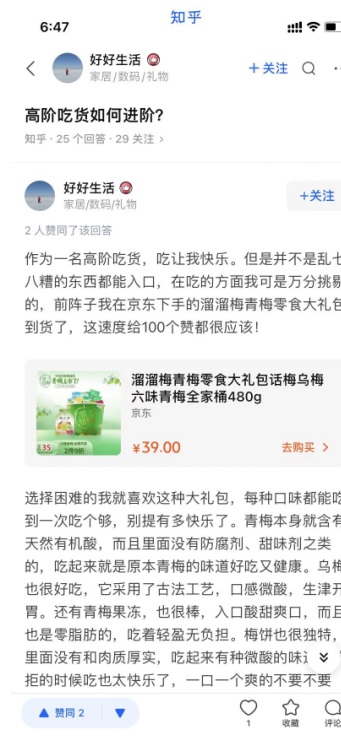 知乎
6:47
好好生活
家居/数码/礼物
+关注
高阶吃货如何进阶?
知乎 · 25 个回答 · 29 关注 >
好好生活
家居/数码/礼物
+关注
2 人赞同了该回答
作为一名高阶吃货，吃让我快乐。但是并不是乱七
八糟的东西都能入口，在吃的方面我可是万分挑剔
的，前阵子我在京东下手的溜溜梅青梅零食大礼包
到货了，这速度给100个赞都很应该！
溜溜梅青梅零食大礼包话梅乌梅
六味青梅全家桶480g
京东
¥39.00
去购买 >
35
2件9折
选择困难的我就喜欢这种大礼包，每种口味都能吃
到一次吃个够，别提有多快乐了。青梅本身就含有
天然有机酸，而且里面没有防腐剂、甜味剂之类
的，吃起来就是原本青梅的味道好吃又健康。乌梅
也很好吃，它采用了古法工艺，口感微酸，生津开
胃。还有青梅果冻，也很棒，入口酸甜爽口，而且
也是零脂肪的，吃着轻盈无负担。梅饼也很独特，
里面没有和肉质厚实，吃起来有种微酸的味
拒的时候吃也太快乐了，一口一个爽的不要不要
赞同 2
1
收藏
评论